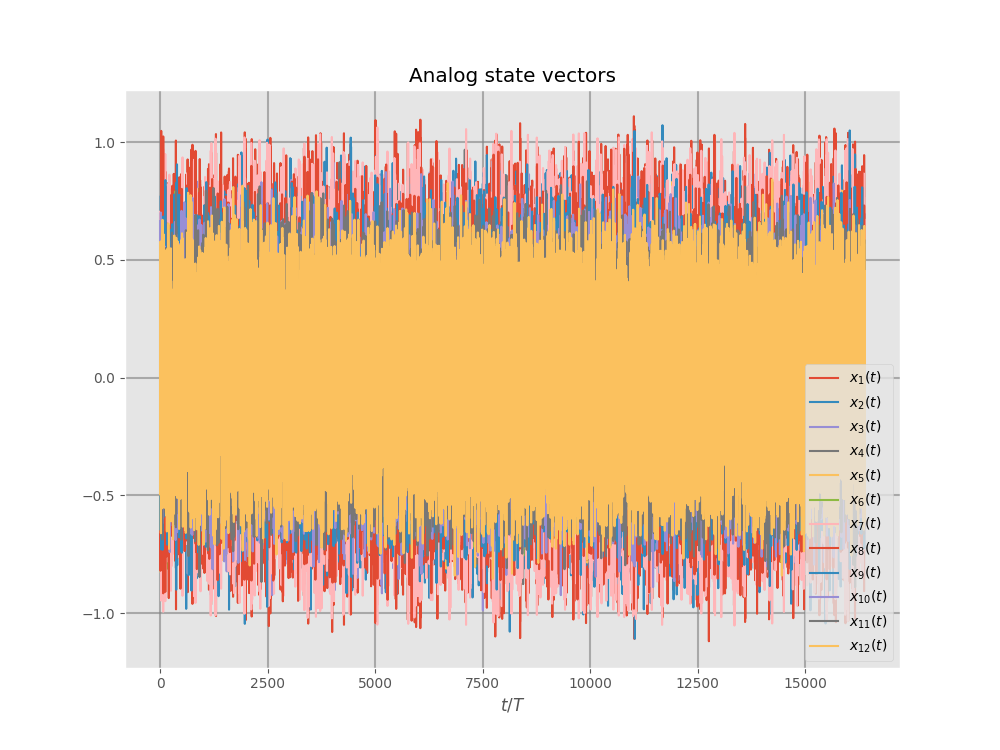 Analog state vectors
1.0
0.5
0.0
−0.5
−1.0
0 2500 5000 7500 10000 12500 15000
t/T
x₁(t)
x₂(t)
x₃(t)
x₄(t)
x₅(t)
x₆(t)
x₇(t)
x₈(t)
x₉(t)
x₁₀(t)
x₁₁(t)
x₁₂(t)